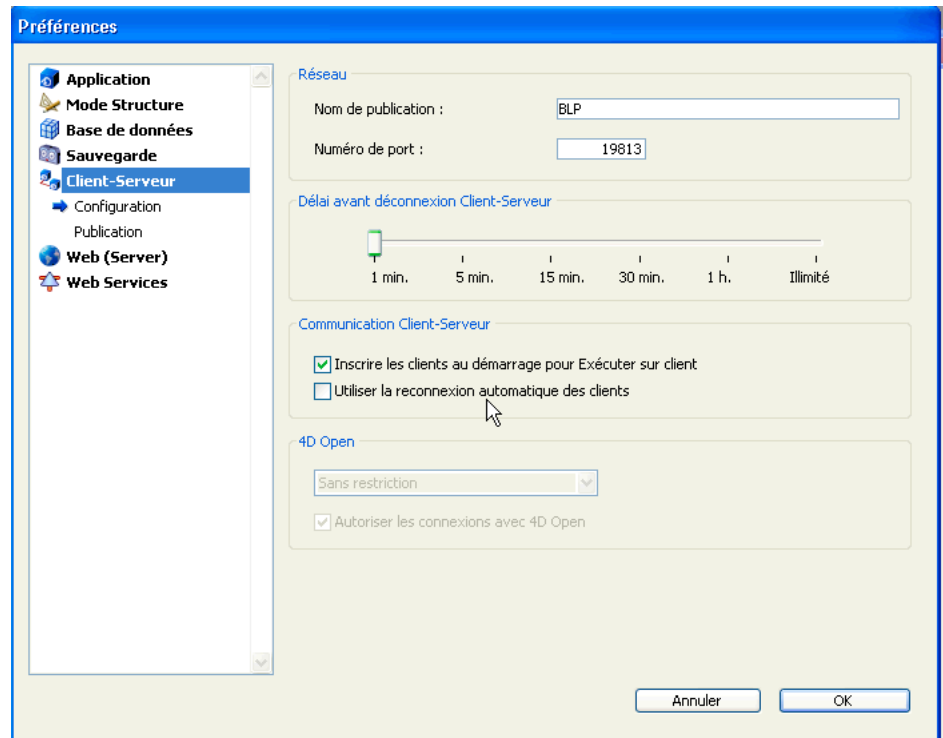 Préférences
Application
Mode Structure
Base de données
Sauvegarde
Client-Serveur
Configuration
Publication
Web (Server)
Web Services
Réseau
Nom de publication : BLP
Numéro de port : 19813
Délai avant déconnexion Client-Serveur
1 min. 5 min. 15 min. 30 min. 1 h. Illimité
Communication Client-Serveur
Inscrire les clients au démarrage pour Exécuter sur client
Utiliser la reconnexion automatique des clients
4D Open
Sans restriction
Autoriser les connexions avec 4D Open
Annuler OK